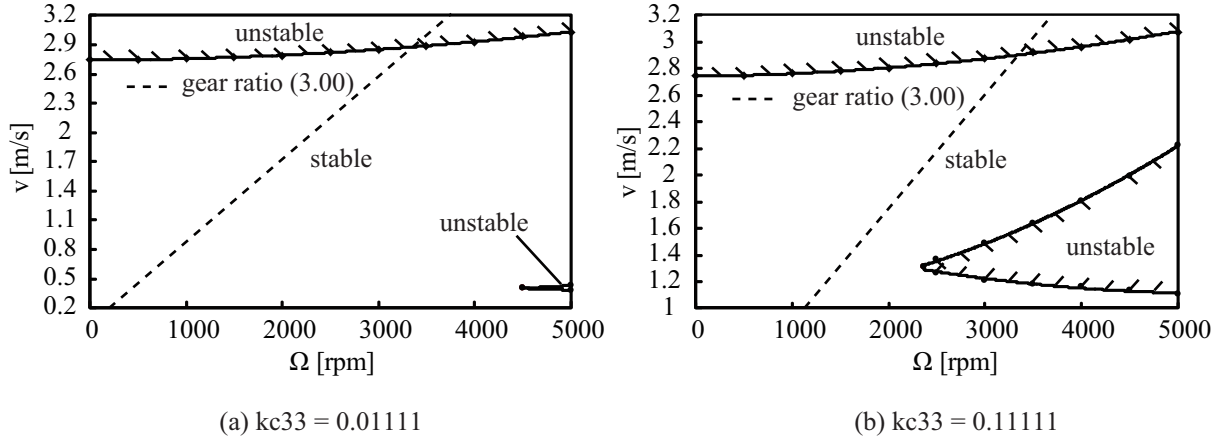 3.2
2.9
2.6
2.3
2
1.7
1.4
1.1
0.8
0.5
0.2
v [m/s]
unstable
gear ratio (3.00)
stable
unstable
0
1000
2000
3000
4000
5000
Ω [rpm]
(a) kc33 = 0.01111
3.2
3
2.8
2.6
2.4
2.2
2
1.8
1.6
1.4
1.2
1
v [m/s]
unstable
gear ratio (3.00)
stable
unstable
0
1000
2000
3000
4000
5000
Ω [rpm]
(b) kc33 = 0.11111